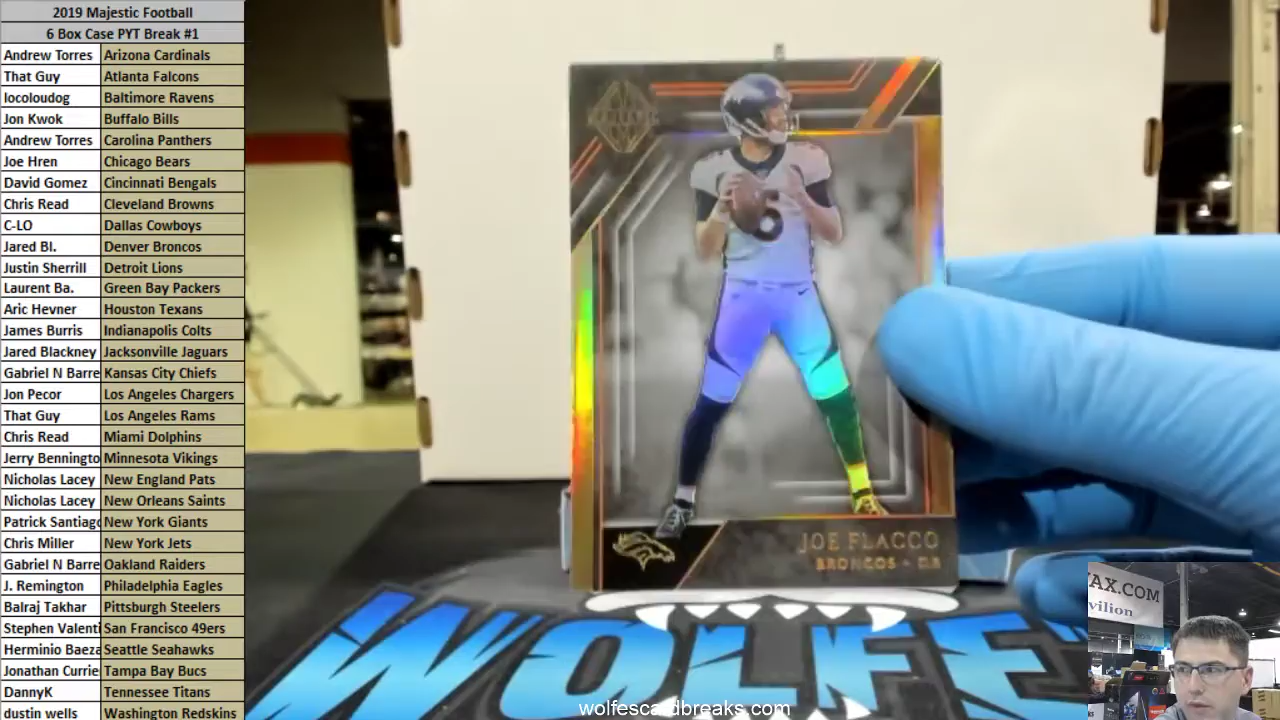 2019 Majestic Football
6 Box Case PYT Break #1
Andrew Torres Arizona Cardinals
That Guy Atlanta Falcons
locoloudog Baltimore Ravens
Jon Kwok Buffalo Bills
Andrew Torres Carolina Panthers
Joe Hren Chicago Bears
David Gomez Cincinnati Bengals
Chris Read Cleveland Browns
C-LO Dallas Cowboys
Jared Bl. Denver Broncos
Justin Sherrill Detroit Lions
Laurent Ba. Green Bay Packers
Aric Hevner Houston Texans
James Burris Indianapolis Colts
Jared Blackney Jacksonville Jaguars
Gabriel N Barre Kansas City Chiefs
Jon Pecor Los Angeles Chargers
That Guy Los Angeles Rams
Chris Read Miami Dolphins
Jerry Benningto Minnesota Vikings
Nicholas Lacey New England Pats
Nicholas Lacey New Orleans Saints
Patrick Santiago New York Giants
Chris Miller New York Jets
Gabriel N Barre Oakland Raiders
J. Remington Philadelphia Eagles
Balraj Takhar Pittsburgh Steelers
Stephen Valenti San Francisco 49ers
Herminio Baeza Seattle Seahawks
Jonathan Currie Tampa Bay Bucs
DannyK Tennessee Titans
dustin wells Washington Redskins
5
JOE FLACCO
BRONCOS - QB
WOLFE'
wolfescardbreaks.com
AX.COM
vilion